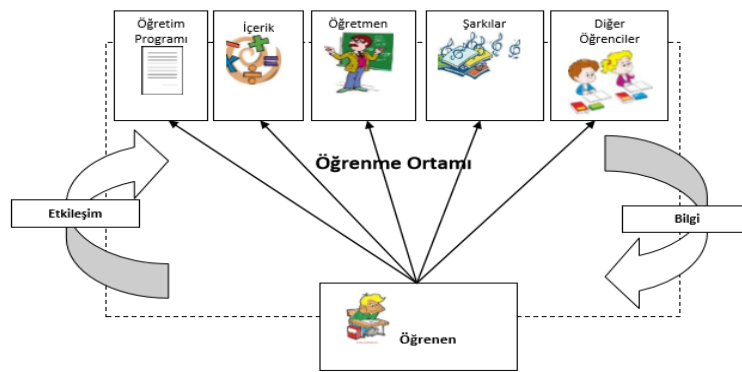 Öğretim
Programı
İçerik
Öğretmen
Şarkılar
Diğer
Öğrenciler
Öğrenme Ortamı
Etkileşim
Bilgi
Öğrenen